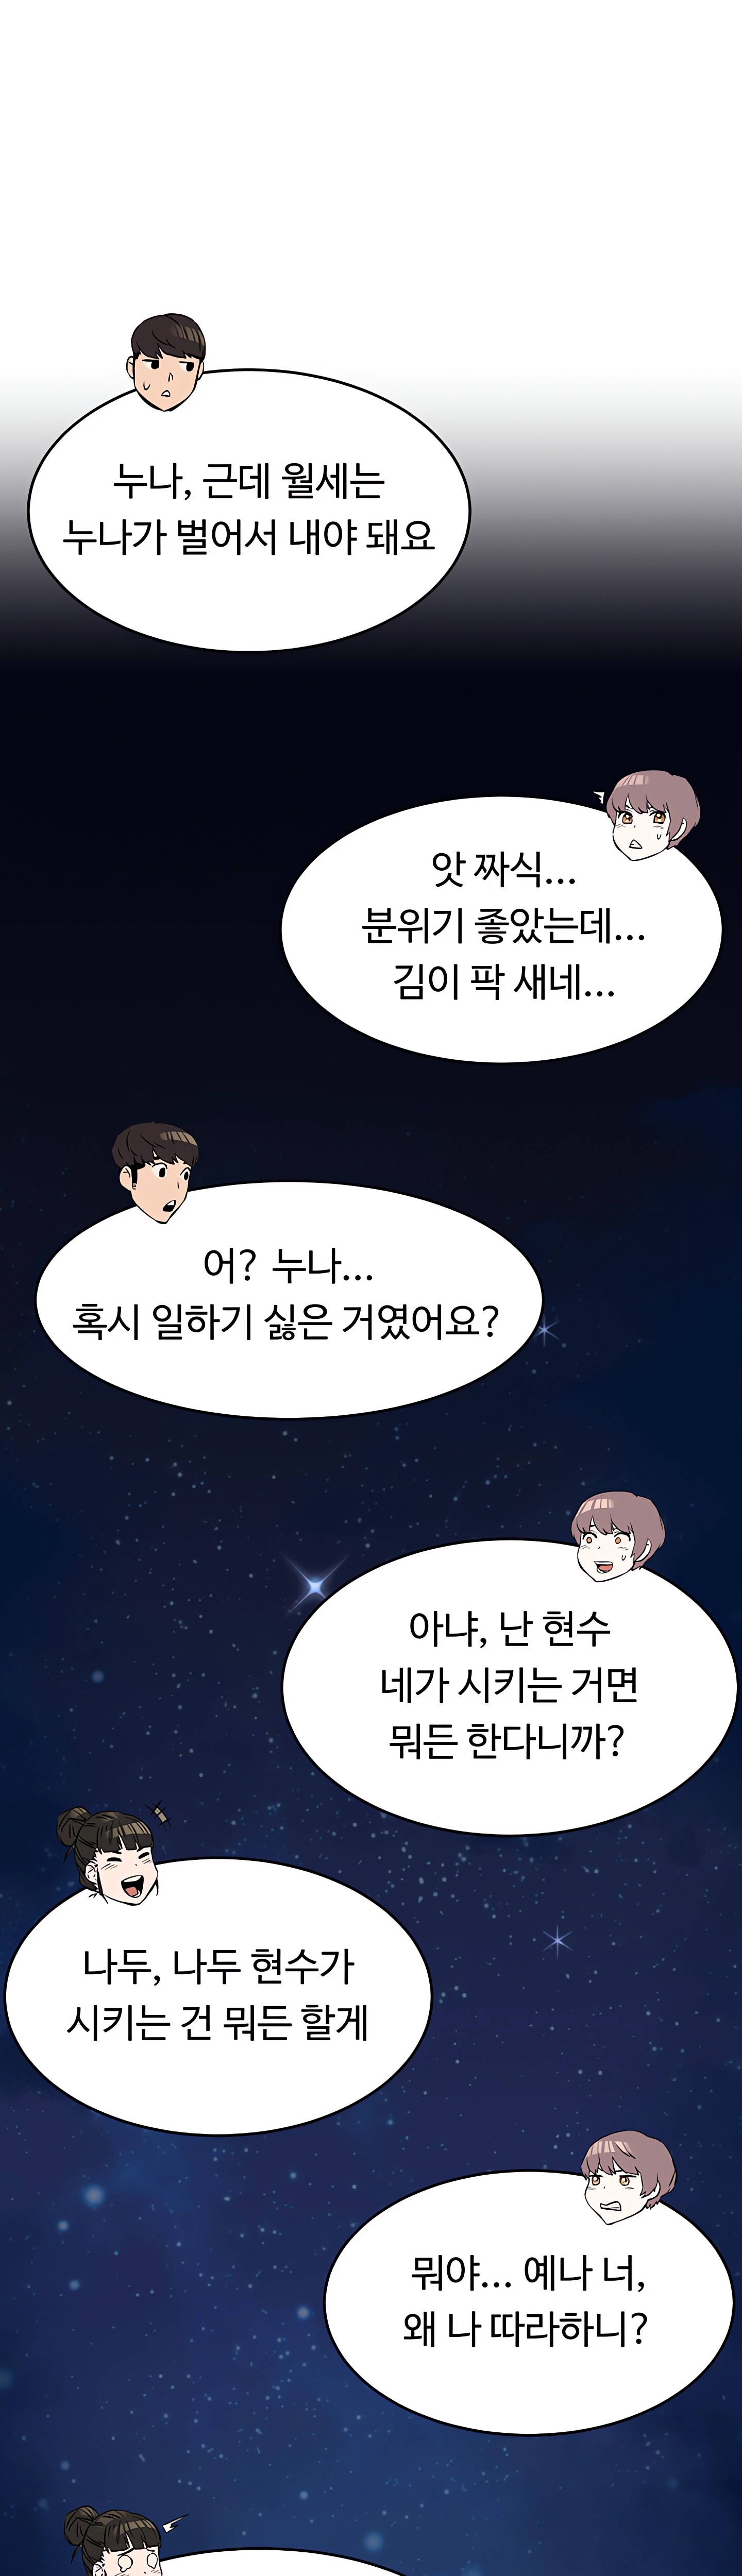 누나, 근데 월세는
누나가 벌어서 내야 돼요
앗 짜식...
분위기 좋았는데...
김이 팍 새네...
어? 누나...
혹시 일하기 싫은 거였어요?
아냐, 난 현수
네가 시키는 거면
뭐든 한다니까?
나두, 나두 현수가
시키는 건 뭐든 할게
뭐야... 예나 너,
왜 나 따라하니?